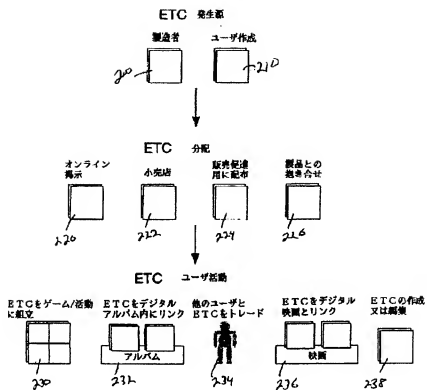 ETC 発生源
製造者
ユーザ作成
200
210
ETC 分配
オンライン
掲示
小売店
販売促進
用に配布
製品との
抱き合せ
220
222
224
226
ETC ユーザ活動
ETCをゲーム/活動
に組立
ETCをデジタル
アルバム内にリンク
他のユーザと
ETCをトレード
ETCをデジタル
映画とリンク
ETCの作成
又は編集
アルバム
映画
230
232
234
236
238